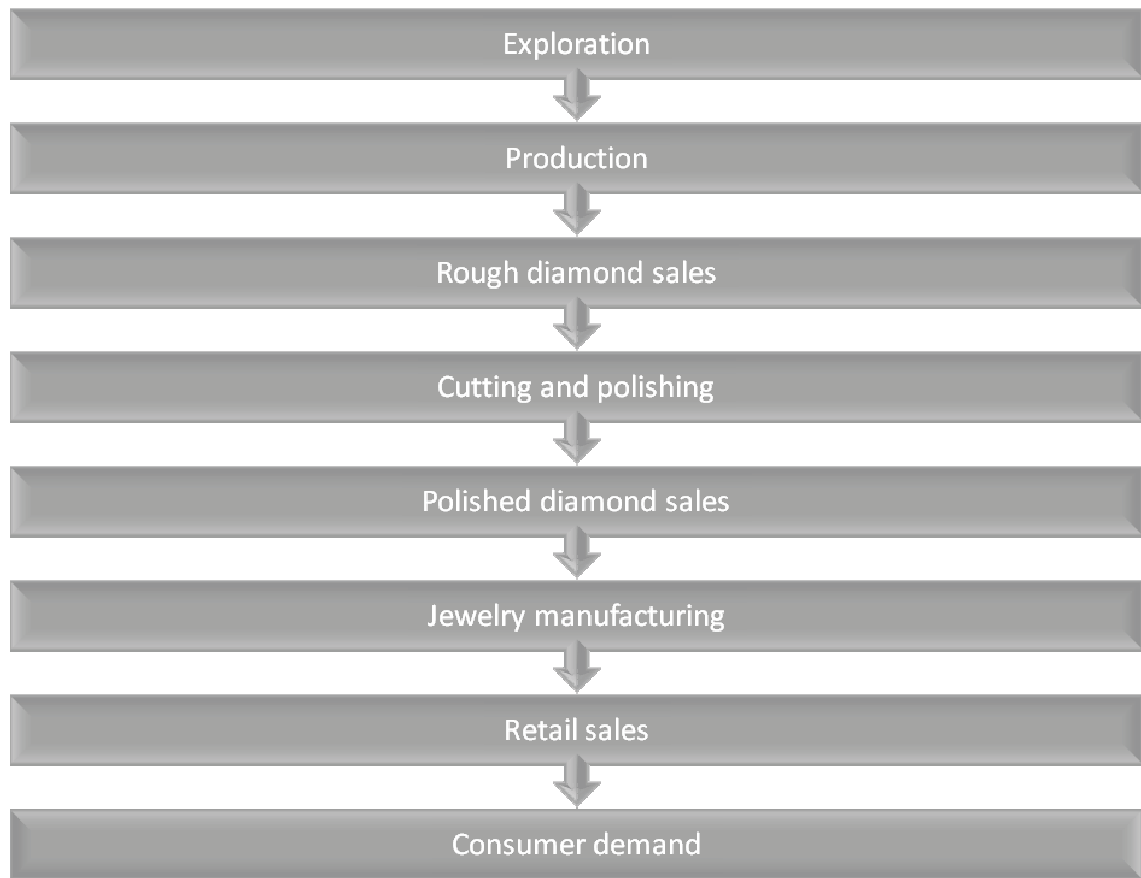 Exploration
Production
Rough diamond sales
Cutting and polishing
Polished diamond sales
Jewelry manufacturing
Retail sales
Consumer demand